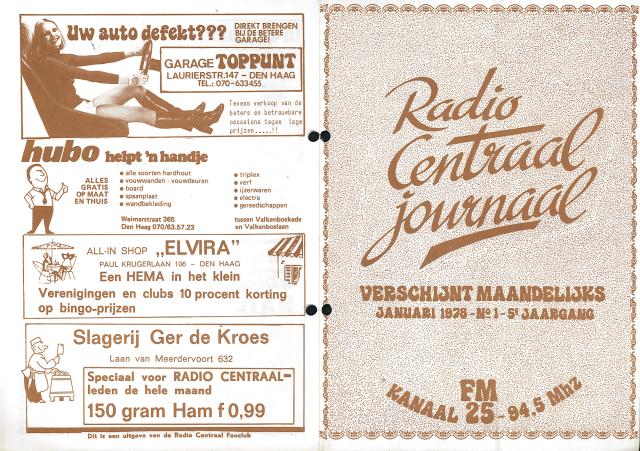 Uw auto defekt???
DIREKT BRENGEN
BIJ DE BETERE
GARAGE!
GARAGE TOPPUNT
LAURIERSTR.147 - DEN HAAG
TEL.: 070-633455
Tevens verkoop van de
betere en betrouwbare
occasions tegen lage
prijzen.....!!
hubo helpt 'n handje
ALLES
GRATIS
OP MAAT
EN THUIS
• alle soorten hardhout
• vouwwanden - vouwdeuren
• board
• spaanplaat
• wandbekleding
• triplex
• verf
• ijzerwaren
• electra
• gereedschappen
Weimarstraat 365
Den Haag 070/63.57.23
tussen Valkenboskade
en Valkenboslaan
ALL-IN SHOP „ELVIRA”
PAUL KRUGERLAAN 106 - DEN HAAG
Een HEMA in het klein
Verenigingen en clubs 10 procent korting
op bingo-prijzen
Slagerij Ger de Kroes
Laan van Meerdervoort 632
Speciaal voor RADIO CENTRAAL-
leden de hele maand
150 gram Ham f 0,99
Dit is een uitgave van de Radio Centraal Fanclub
Radio
Centraal
journaal
VERSCHIJNT MAANDELIJKS
JANUARI 1978 - Nº 1 - 5ᵉ JAARGANG
FM
KANAAL 25 - 94.5 Mhz